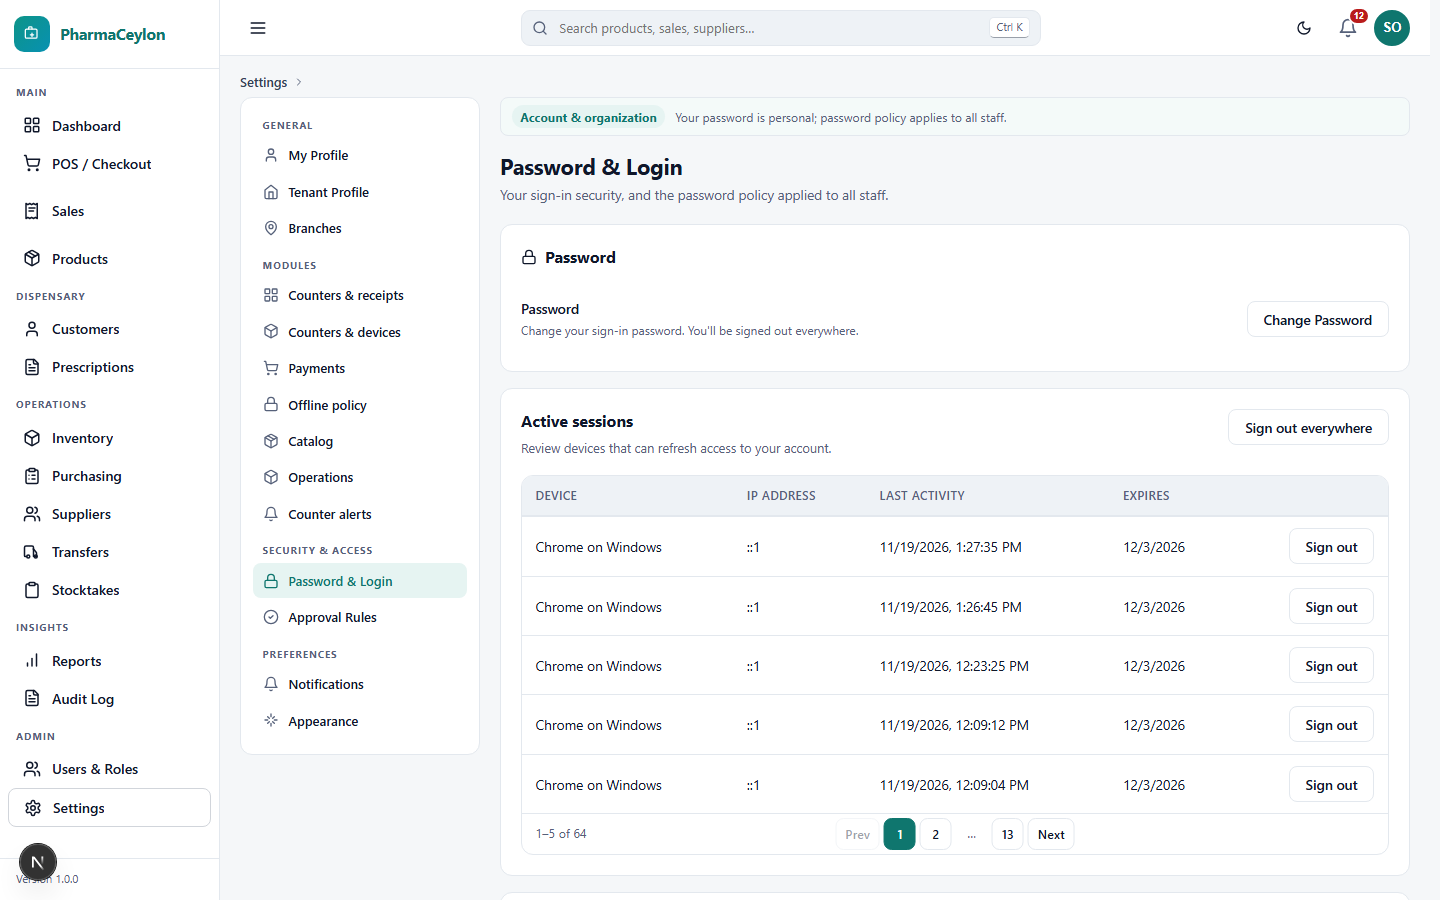 PharmaCeylon
Search products, sales, suppliers...
Ctrl K
12
SO
MAIN
Dashboard
POS / Checkout
Sales
Products
DISPENSARY
Customers
Prescriptions
OPERATIONS
Inventory
Purchasing
Suppliers
Transfers
Stocktakes
INSIGHTS
Reports
Audit Log
ADMIN
Users & Roles
Settings
N
Version 1.0.0
Settings
GENERAL
My Profile
Tenant Profile
Branches
MODULES
Counters & receipts
Counters & devices
Payments
Offline policy
Catalog
Operations
Counter alerts
SECURITY & ACCESS
Password & Login
Approval Rules
PREFERENCES
Notifications
Appearance
Account & organization Your password is personal; password policy applies to all staff.
Password & Login
Your sign-in security, and the password policy applied to all staff.
Password
Password
Change your sign-in password. You'll be signed out everywhere.
Change Password
Active sessions
Review devices that can refresh access to your account.
Sign out everywhere
DEVICE IP ADDRESS LAST ACTIVITY EXPIRES
Chrome on Windows ::1 11/19/2026, 1:27:35 PM 12/3/2026 Sign out
Chrome on Windows ::1 11/19/2026, 1:26:45 PM 12/3/2026 Sign out
Chrome on Windows ::1 11/19/2026, 12:23:25 PM 12/3/2026 Sign out
Chrome on Windows ::1 11/19/2026, 12:09:12 PM 12/3/2026 Sign out
Chrome on Windows ::1 11/19/2026, 12:09:04 PM 12/3/2026 Sign out
1–5 of 64 Prev 1 2 ... 13 Next